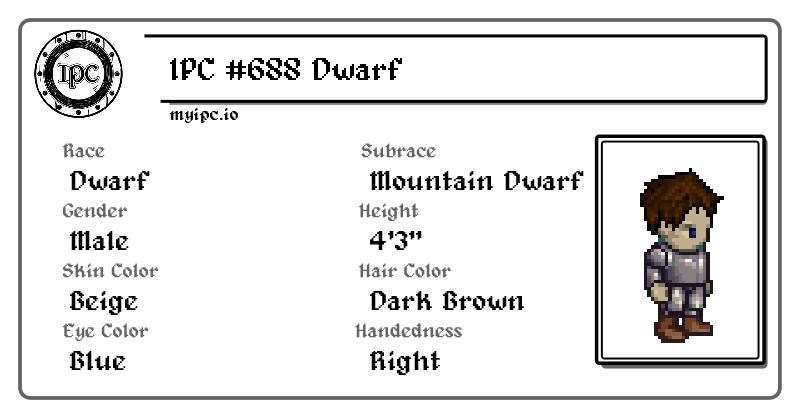 IPC
IPC #688 Dwarf
myipc.io
Race
Dwarf
Subrace
Mountain Dwarf
Gender
Male
Height
4'3"
Skin Color
Beige
Hair Color
Dark Brown
Eye Color
Blue
Handedness
Right